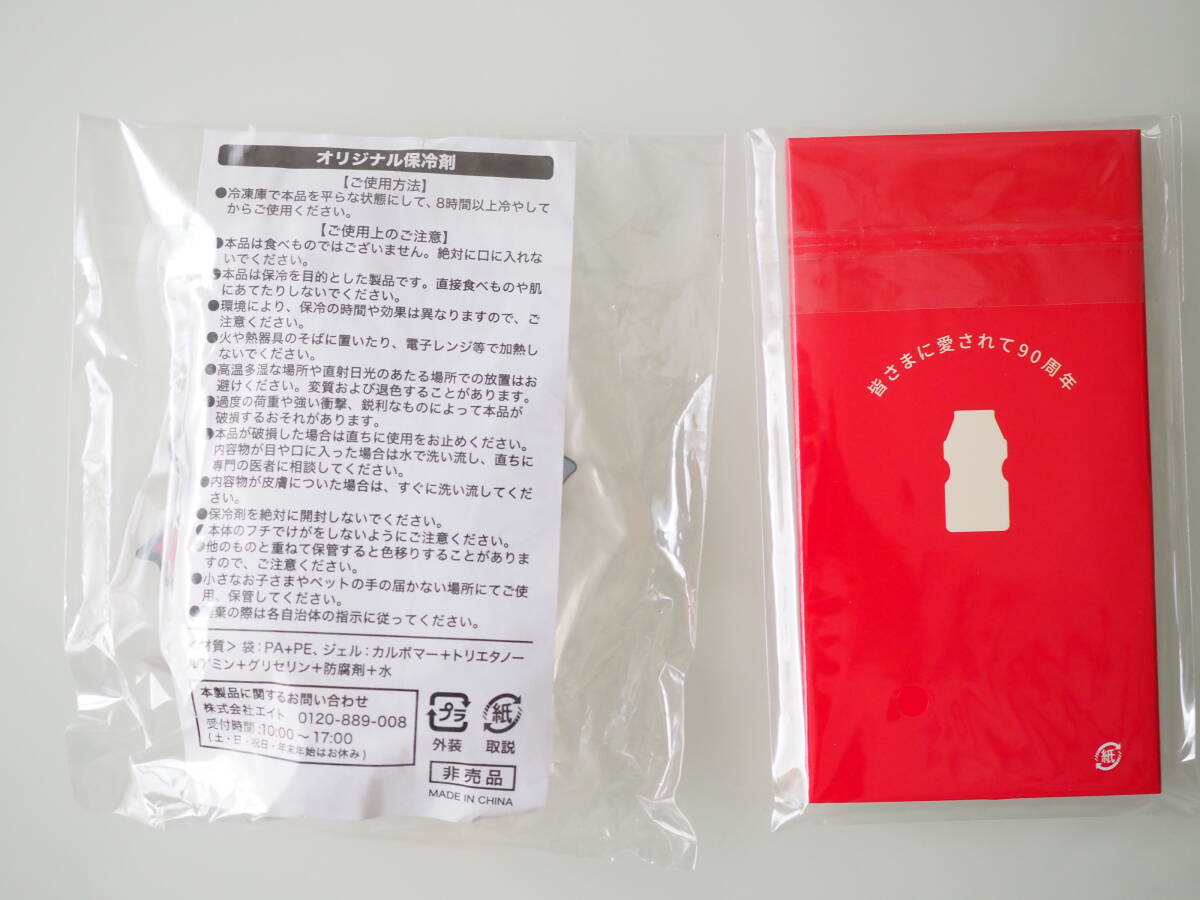 オリジナル保冷剤
【ご使用方法】
●冷凍庫で本品を平らな状態にして、8時間以上冷やして
からご使用ください。
【ご使用上のご注意】
●本品は食べものではございません。絶対に口に入れな
いでください。
●本品は保冷を目的とした製品です。直接食べものや肌
にあてたりしないでください。
●環境により、保冷の時間や効果は異なりますので、ご
注意ください。
●火や熱器具のそばに置いたり、電子レンジ等で加熱し
ないでください。
●高温多湿な場所や直射日光のあたる場所での放置はお
避けください。変質および退色することがあります。
●過度の荷重や強い衝撃、鋭利なものによって本品が
破損するおそれがあります。
●本品が破損した場合は直ちに使用をお止めください。
内容物が目や口に入った場合は水で洗い流し、直ちに
専門の医者に相談してください。
●内容物が皮膚についた場合は、すぐに洗い流してくだ
さい。
●保冷剤を絶対に開封しないでください。
●本体のフチでけがをしないようにご注意ください。
●他のものと重ねて保管すると色移りすることがありま
すので、ご注意ください。
●小さなお子さまやペットの手の届かない場所にてご使
用、保管してください。
●廃棄の際は各自治体の指示に従ってください。
材質＞袋：PA+PE、ジェル：カルボマー+トリエタノー
ルアミン+グリセリン+防腐剤+水
本製品に関するお問い合わせ
株式会社エイト 0120-889-008
受付時間：10:00～17:00
(土・日・祝日・年末年始はお休み)
プラ
外装
紙
取説
非売品
MADE IN CHINA
皆さまに愛されて90周年
紙